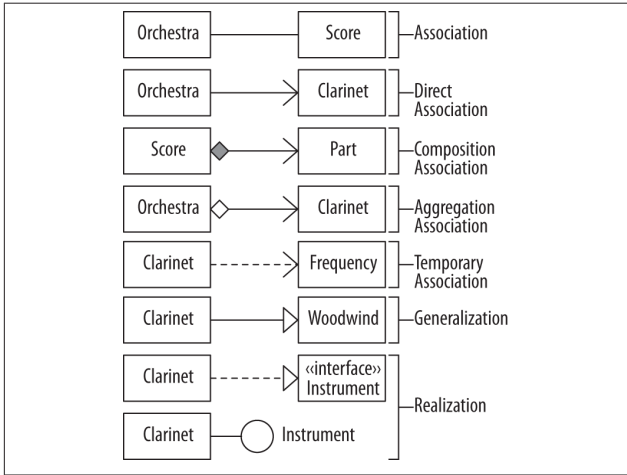 Orchestra Score Association
Orchestra Clarinet Direct
Association
Score Part Composition
Association
Orchestra Clarinet Aggregation
Association
Clarinet Frequency Temporary
Association
Clarinet Woodwind Generalization
Clarinet «interface»
Instrument
Realization
Clarinet Instrument